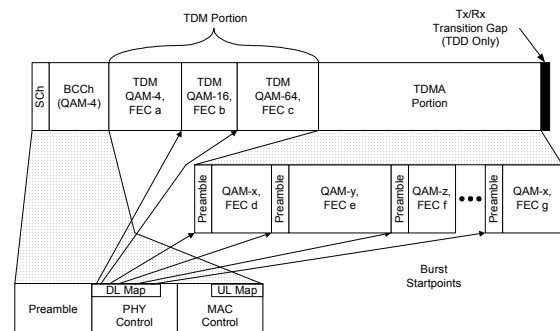 TDM Portion
Tx/Rx
Transition Gap
(TDD Only)
SCh
BCCh
(QAM-4)
TDM
QAM-4,
FEC a
TDM
QAM-16,
FEC b
TDM
QAM-64,
FEC c
TDMA
Portion
Preamble
QAM-x,
FEC d
Preamble
QAM-y,
FEC e
Preamble
QAM-z,
FEC f
Preamble
QAM-x,
FEC g
Burst
Startpoints
Preamble
DL Map
PHY
Control
UL Map
MAC
Control